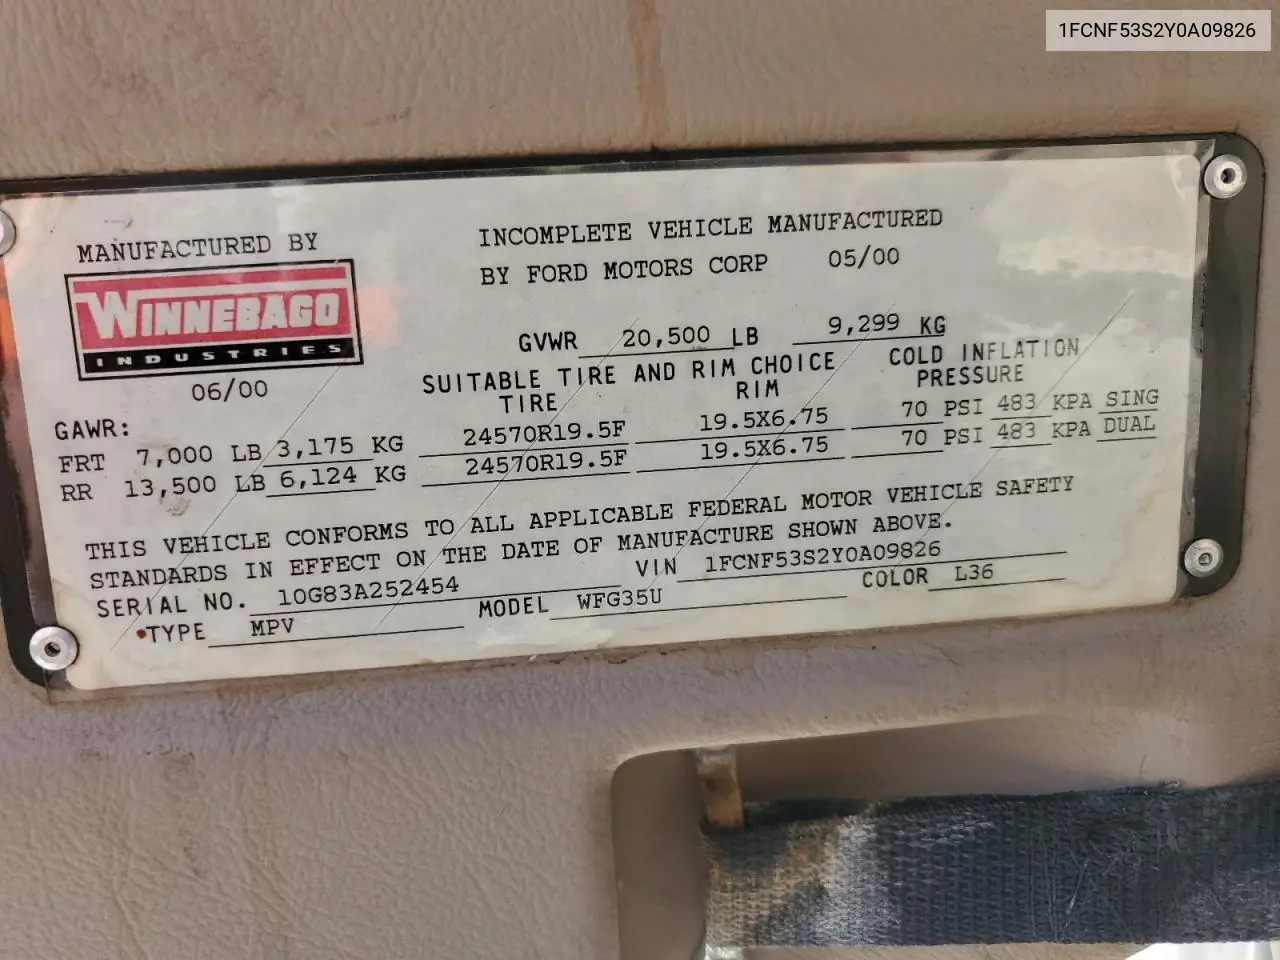 1FCNF53S2Y0A09826
MANUFACTURED BY
WINNEBAGO
INDUSTRIES
06/00
INCOMPLETE VEHICLE MANUFACTURED
BY FORD MOTORS CORP 05/00
GVWR 20,500 LB 9,299 KG
SUITABLE TIRE AND RIM CHOICE
TIRE RIM
COLD INFLATION
PRESSURE
GAWR:
FRT 7,000 LB 3,175 KG 24570R19.5F 19.5X6.75 70 PSI 483 KPA SING
RR 13,500 LB 6,124 KG 24570R19.5F 19.5X6.75 70 PSI 483 KPA DUAL
THIS VEHICLE CONFORMS TO ALL APPLICABLE FEDERAL MOTOR VEHICLE SAFETY
STANDARDS IN EFFECT ON THE DATE OF MANUFACTURE SHOWN ABOVE.
SERIAL NO. 10G83A252454 VIN 1FCNF53S2Y0A09826
TYPE MPV MODEL WFG35U COLOR L36